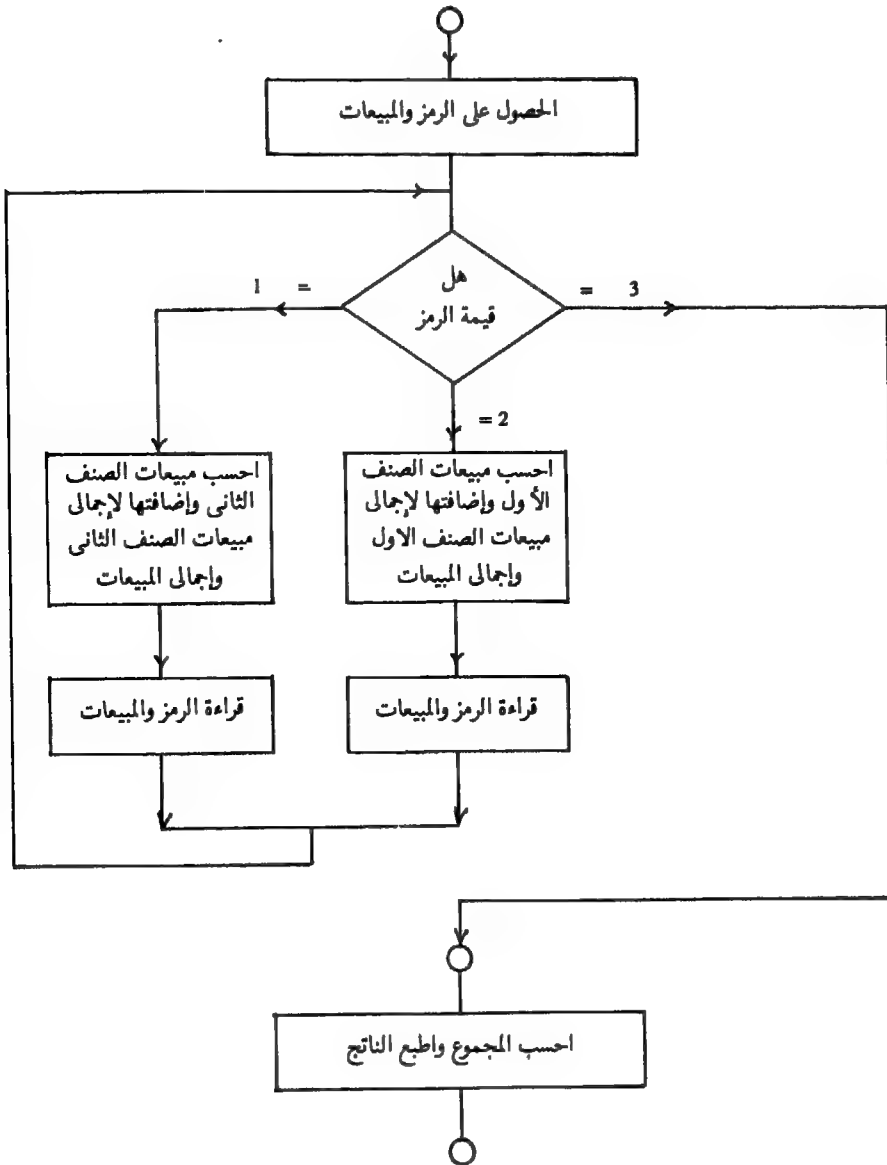 الحصول على الرمز والمبيعات
هل
قيمة الرمز
= 1
= 3
= 2
احسب مبيعات الصنف
الأول وإضافتها لإجمالى
مبيعات الصنف الاول
وإجمالى المبيعات
احسب مبيعات الصنف
الثانى وإضافتها لإجمالى
مبيعات الصنف الثانى
وإجمالى المبيعات
قراءة الرمز والمبيعات
قراءة الرمز والمبيعات
احسب المجموع واطبع الناتج